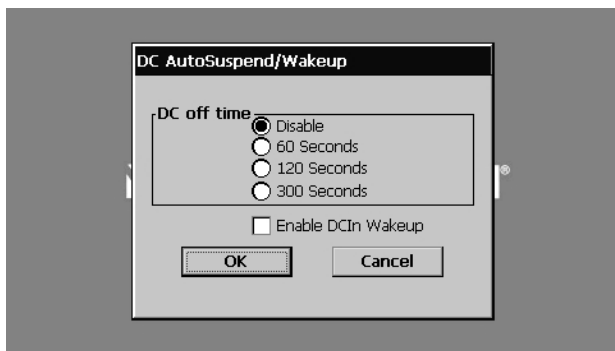 DC AutoSuspend/Wakeup
DC off time
Disable
60 Seconds
120 Seconds
300 Seconds
Enable DCIn Wakeup
OK
Cancel
®